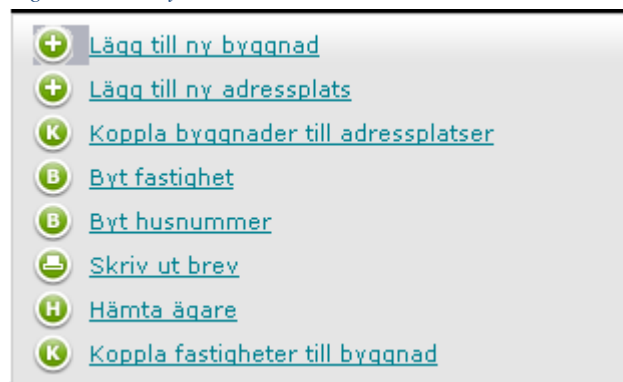 Lägg till ny byggnad
Lägg till ny adressplats
K Koppla byggnader till adressplatser
B Byt fastighet
B Byt husnummer
Skriv ut brev
H Hämta ägare
K Koppla fastigheter till byggnad